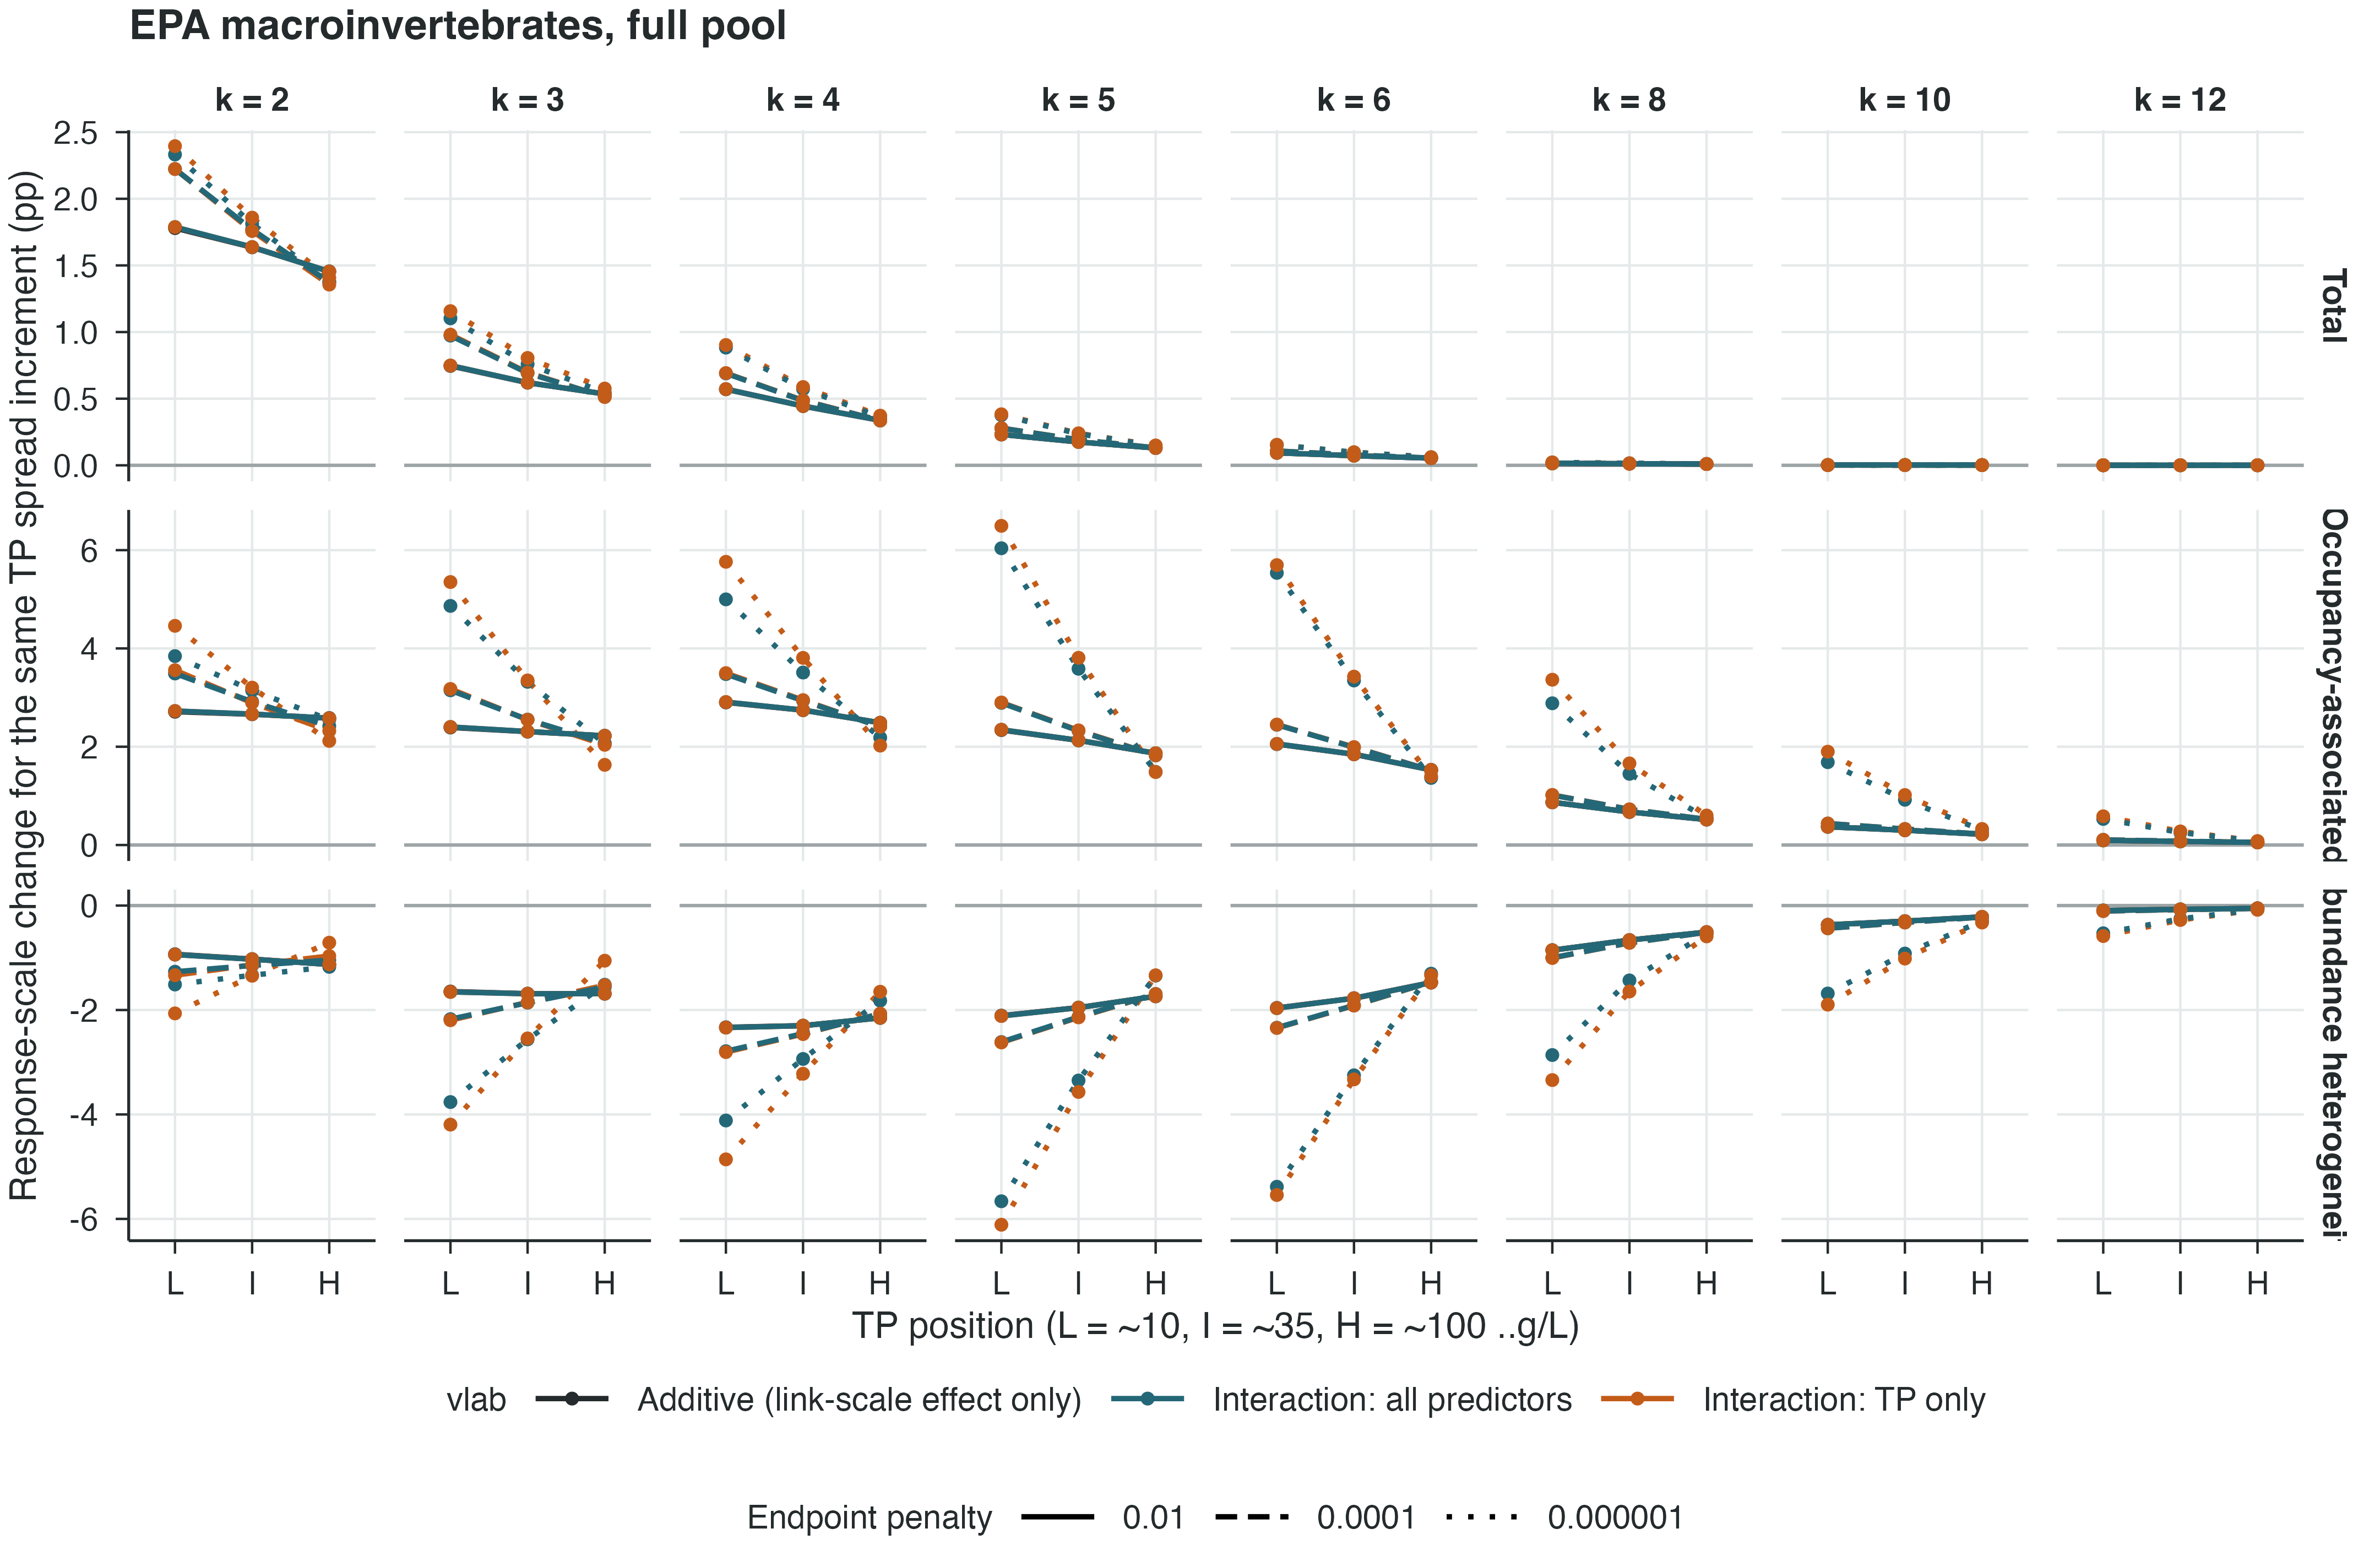 EPA macroinvertebrates, full pool
k = 2 k = 3 k = 4 k = 5 k = 6 k = 8 k = 10 k = 12
Response-scale change for the same TP spread increment (pp)
2.5
2.0
1.5
1.0
0.5
0.0
Total
6
4
2
0
Occupancy-associated
0
-2
-4
-6
bundance heterogenei
L I H L I H L I H L I H L I H L I H L I H L I H
TP position (L = ~10, I = ~35, H = ~100 ..g/L)
vlab Additive (link-scale effect only) Interaction: all predictors Interaction: TP only
Endpoint penalty 0.01 0.0001 0.000001